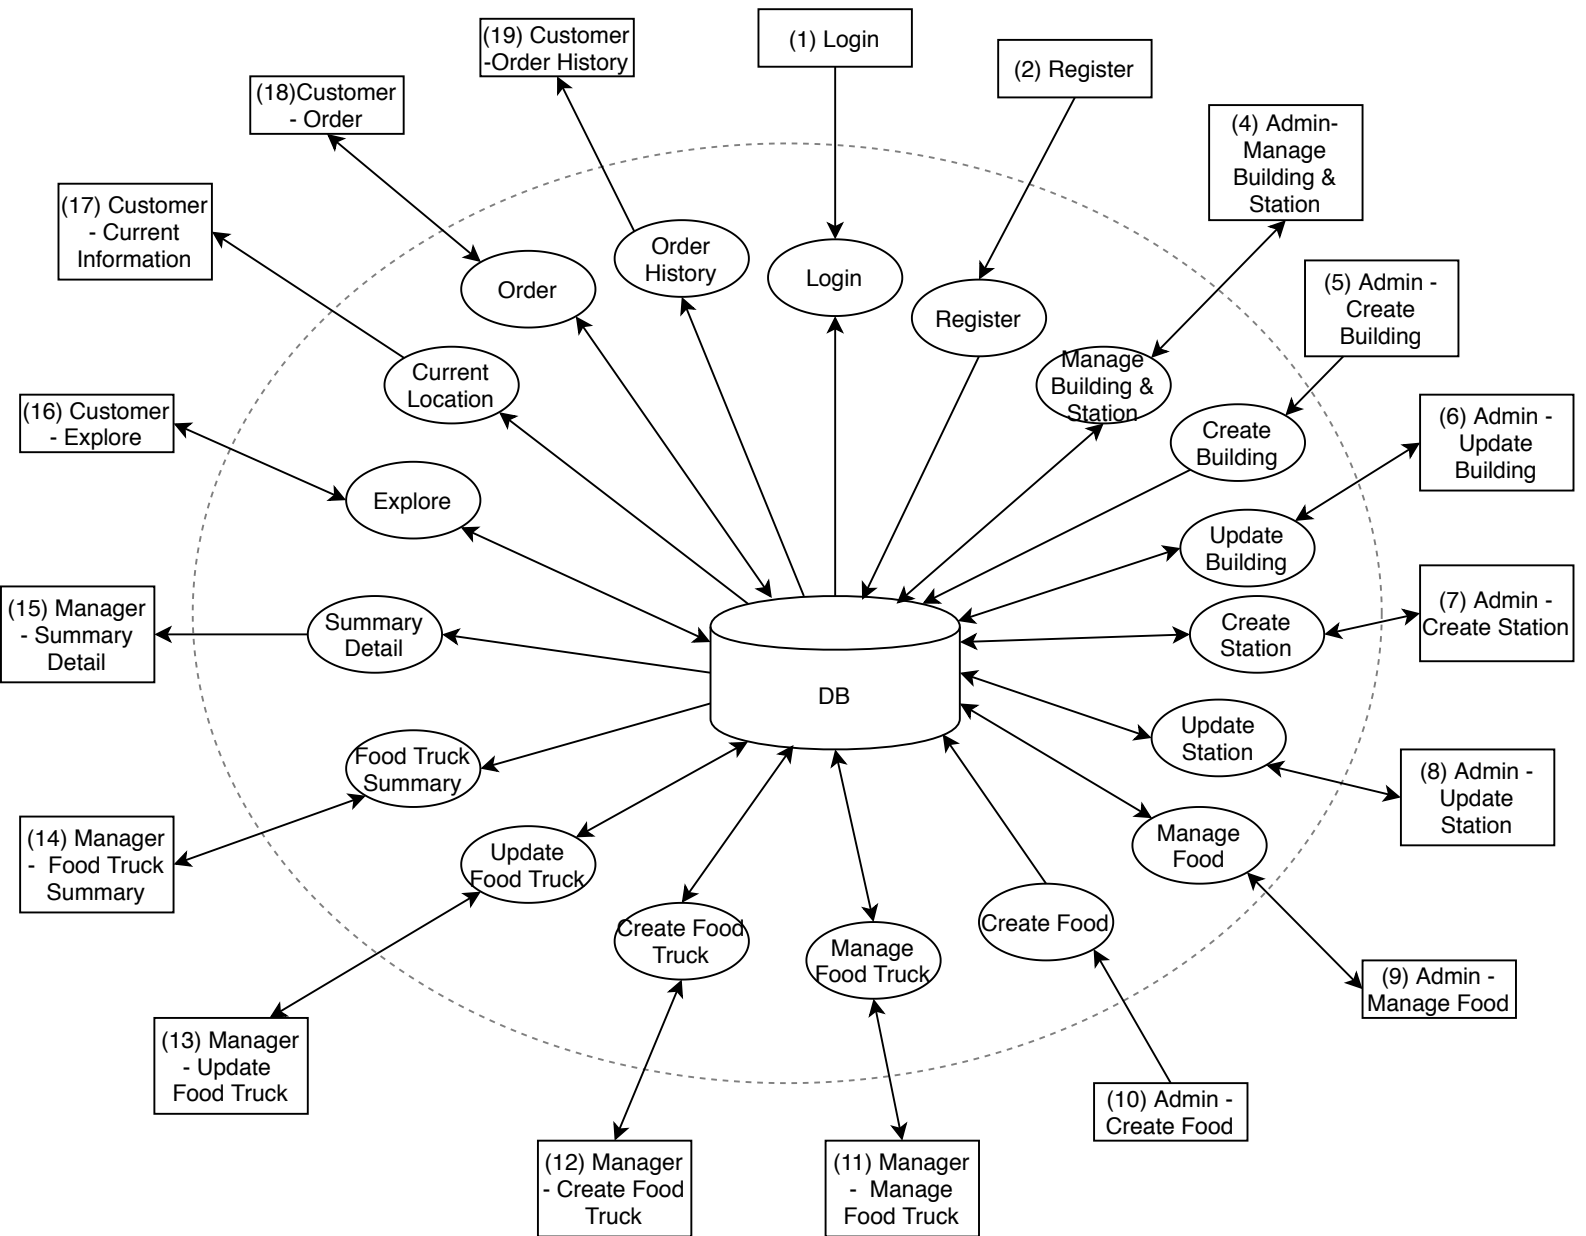 (19) Customer
-Order History
(1) Login
(2) Register
(18)Customer
- Order
(4) Admin-
Manage
Building &
Station
(17) Customer
- Current
Information
Order
History
Login
Order
Register
(5) Admin -
Create
Building
Current
Location
Manage
Building &
Station
(16) Customer
- Explore
Create
Building
(6) Admin -
Update
Building
Explore
Update
Building
(15) Manager
- Summary
Detail
Summary
Detail
Create
Station
(7) Admin -
Create Station
DB
Update
Station
Food Truck
Summary
(8) Admin -
Update
Station
(14) Manager
-  Food Truck
Summary
Update
Food Truck
Manage
Food
Create Food
Truck
Manage
Food Truck
Create Food
(9) Admin -
Manage Food
(13) Manager
- Update
Food Truck
(10) Admin -
Create Food
(12) Manager
- Create Food
Truck
(11) Manager
-  Manage
Food Truck